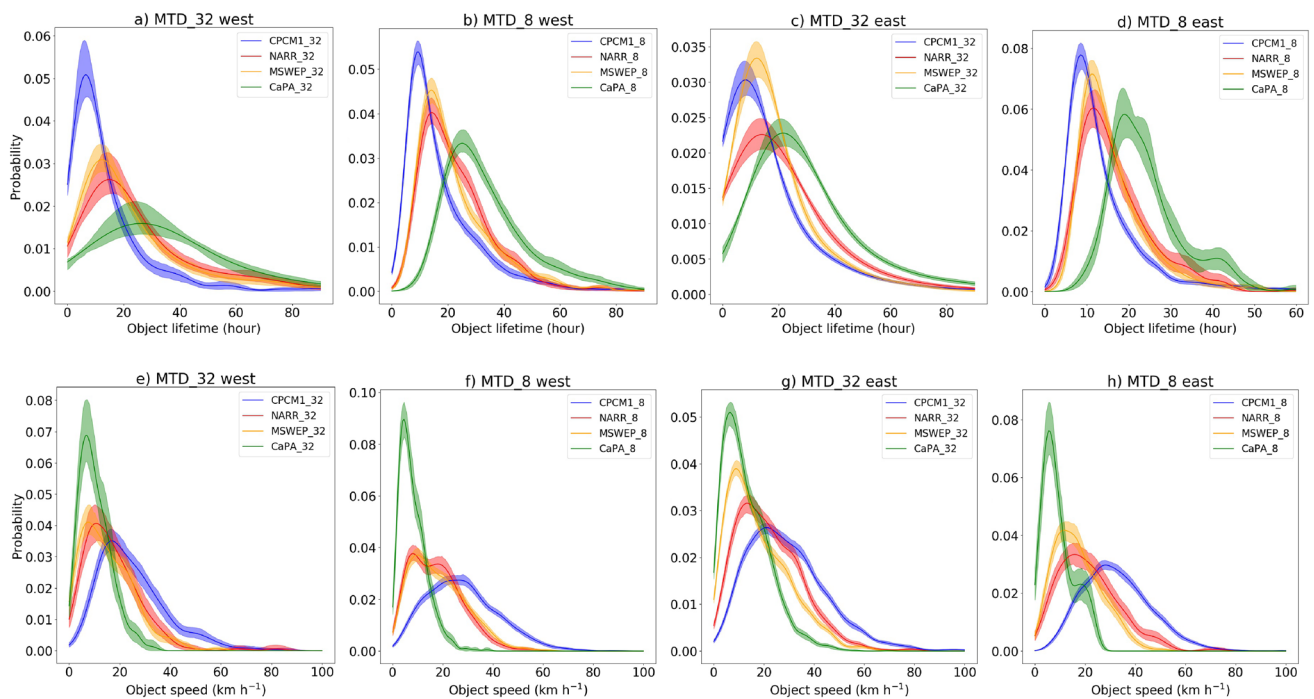 a) MTD_32 west
0.06
0.05
0.04
0.03
0.02
0.01
0.00
Probability
CPCM1_32
NARR_32
MSWEP_32
CaPA_32
0 20 40 60 80
Object lifetime (hour)
b) MTD_8 west
0.05
0.04
0.03
0.02
0.01
0.00
CPCM1_8
NARR_8
MSWEP_8
CaPA_8
0 20 40 60 80
Object lifetime (hour)
c) MTD_32 east
0.035
0.030
0.025
0.020
0.015
0.010
0.005
0.000
CPCM1_32
NARR_32
MSWEP_32
CaPA_32
0 20 40 60 80
Object lifetime (hour)
d) MTD_8 east
0.08
0.06
0.04
0.02
0.00
CPCM1_8
NARR_8
MSWEP_8
CaPA_8
0 10 20 30 40 50 60
Object lifetime (hour)
e) MTD_32 west
0.08
0.07
0.06
0.05
0.04
0.03
0.02
0.01
0.00
Probability
CPCM1_32
NARR_32
MSWEP_32
CaPA_32
0 20 40 60 80 100
Object speed (km h⁻¹)
f) MTD_8 west
0.10
0.08
0.06
0.04
0.02
0.00
CPCM1_8
NARR_8
MSWEP_8
CaPA_8
0 20 40 60 80 100
Object speed (km h⁻¹)
g) MTD_32 east
0.05
0.04
0.03
0.02
0.01
0.00
CPCM1_32
NARR_32
MSWEP_32
CaPA_32
0 20 40 60 80 100
Object speed (km h⁻¹)
h) MTD_8 east
0.08
0.06
0.04
0.02
0.00
CPCM1_8
NARR_8
MSWEP_8
CaPA_8
0 20 40 60 80 100
Object speed (km h⁻¹)